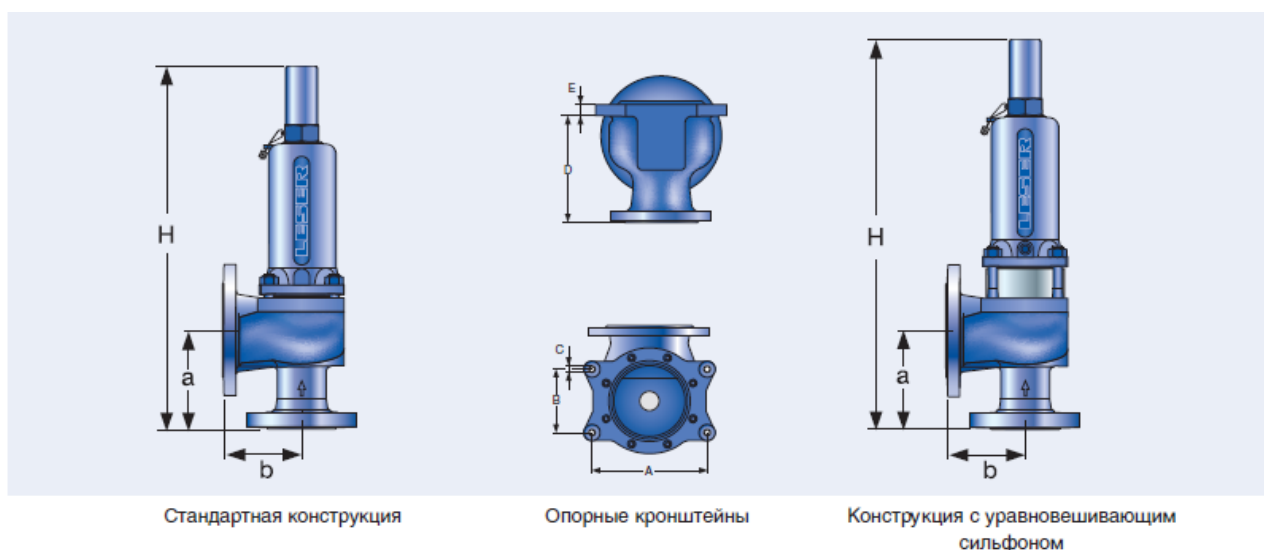 H
a
b
LESER
E
D
C
B
A
H
a
b
LESER
Стандартная конструкция
Опорные кронштейны
Конструкция с уравновешивающим
сильфоном